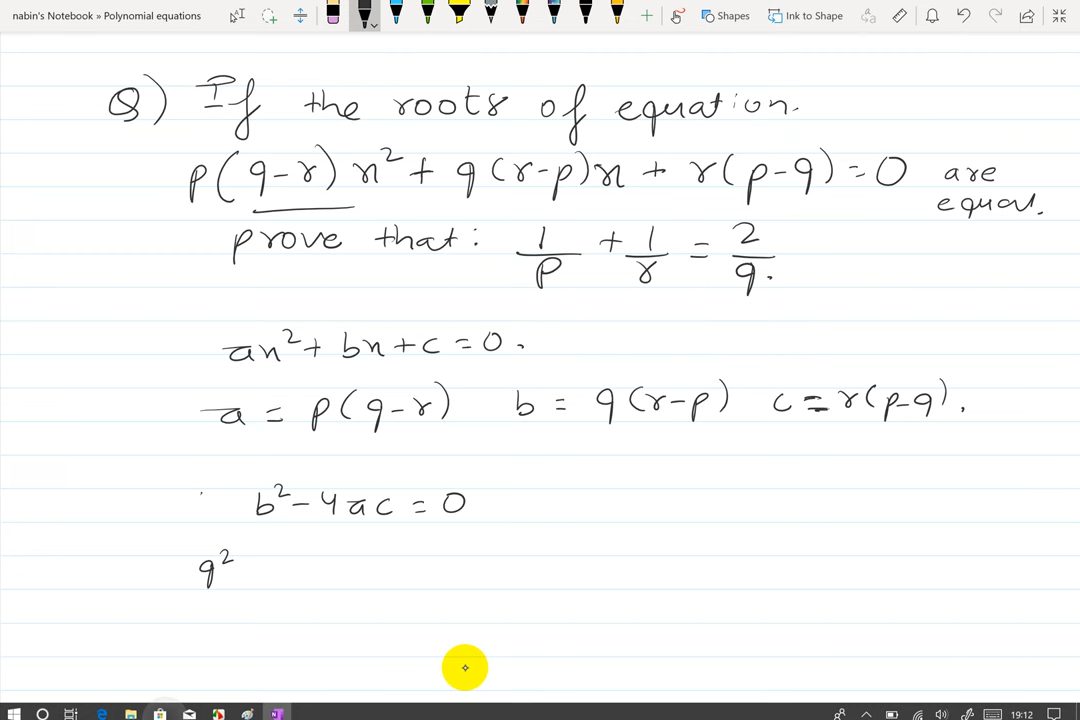 nabin's Notebook » Polynomial equations
Shapes Ink to Shape
Q) If the roots of equation.
p(q-r)x²+ q(r-p)x + r(p-q)=0 are equal.
prove that: 1/p + 1/r = 2/q.
ax²+ bx+c=0.
a = p(q-r) b = q(r-p) c=r(p-q).
b²-4ac=0
q²
19:12